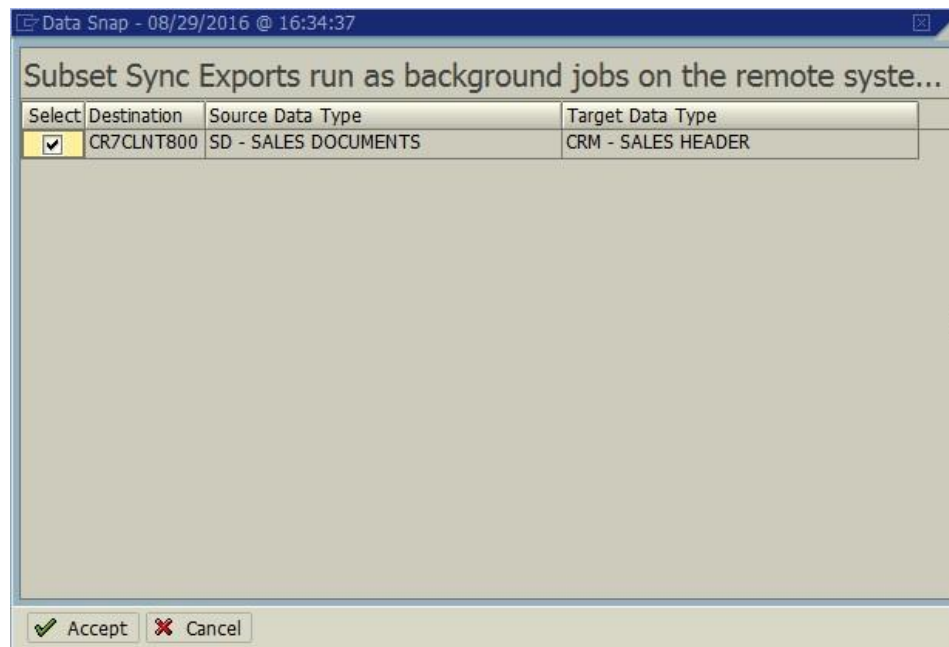 Data Snap - 08/29/2016 @ 16:34:37
Subset Sync Exports run as background jobs on the remote syste...
Select Destination Source Data Type Target Data Type
CR7CLNT800 SD - SALES DOCUMENTS CRM - SALES HEADER
Accept Cancel